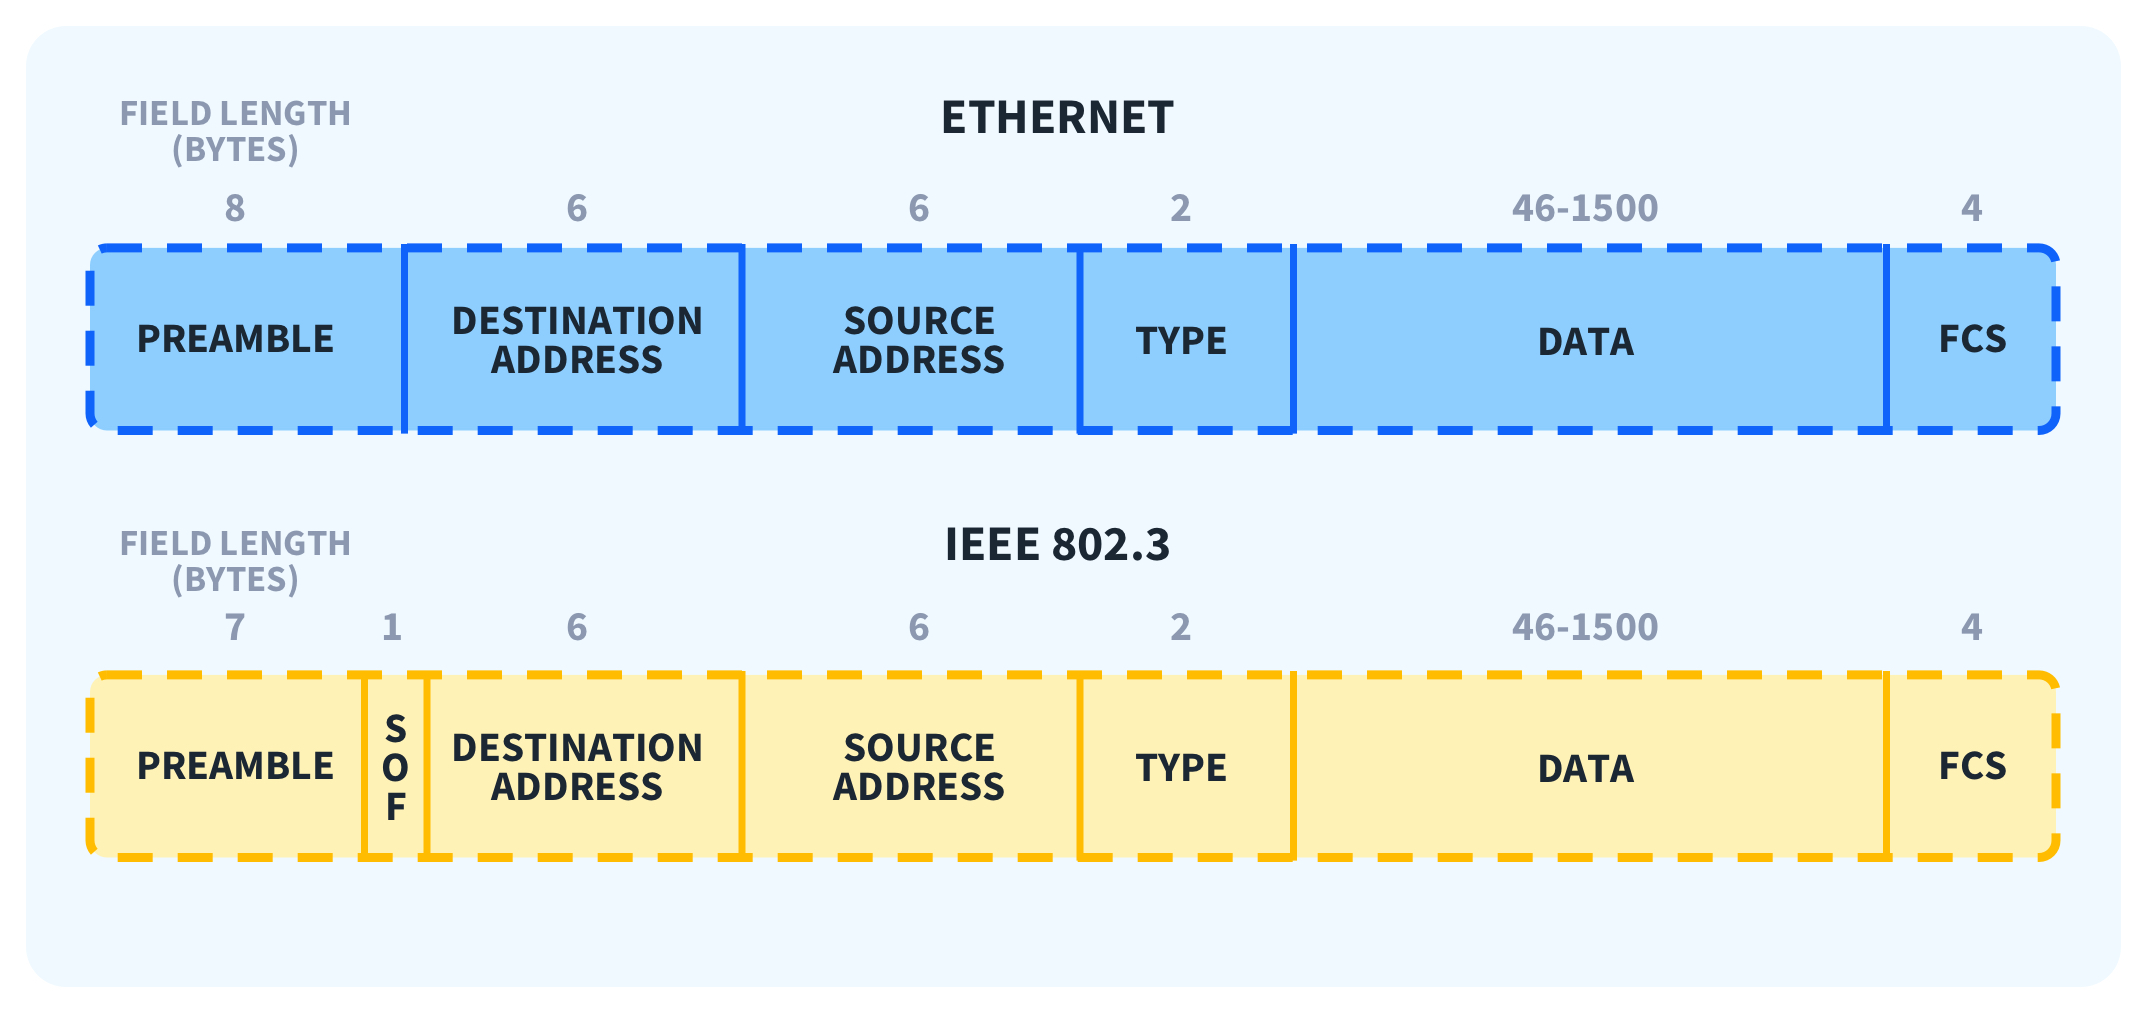 FIELD LENGTH
(BYTES)
ETHERNET
8 6 6 2 46-1500 4
PREAMBLE
DESTINATION
ADDRESS
SOURCE
ADDRESS
TYPE
DATA
FCS
FIELD LENGTH
(BYTES)
IEEE 802.3
7 1 6 6 2 46-1500 4
PREAMBLE
S
O
F
DESTINATION
ADDRESS
SOURCE
ADDRESS
TYPE
DATA
FCS